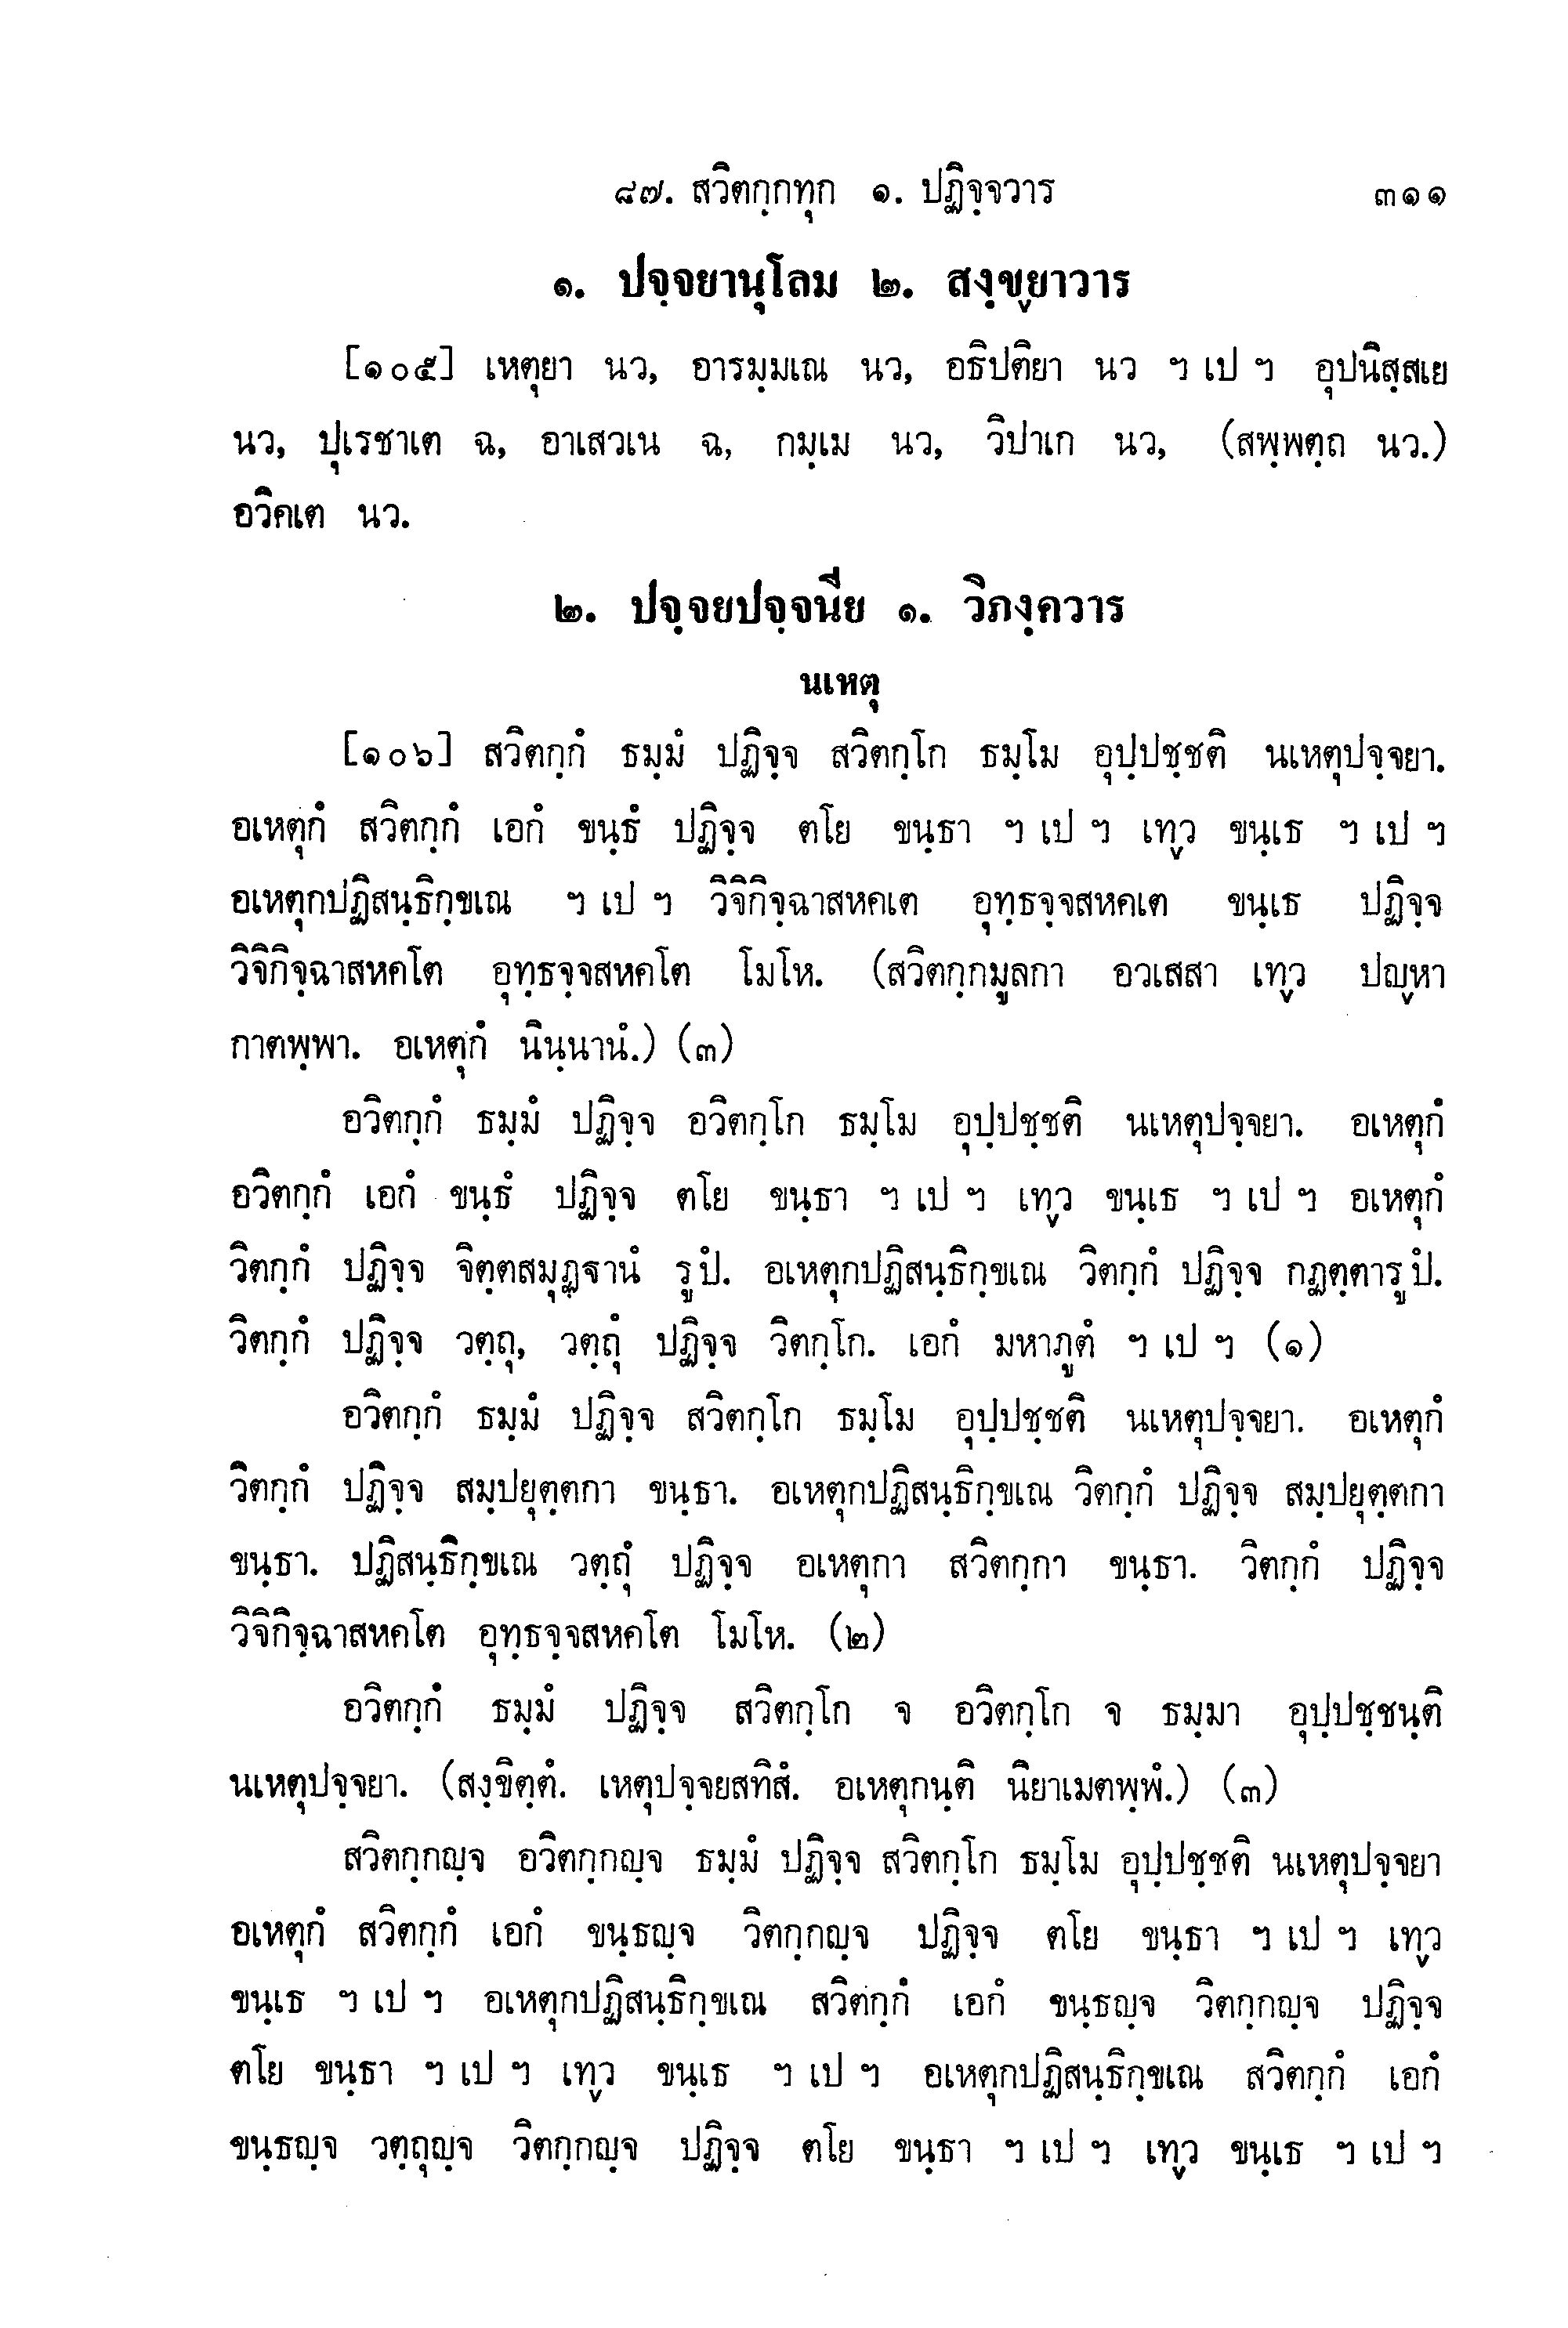 ๘๗. สวิตกฺกทุก ๑. ปฏิจฺจวาร ๓๑๑
๑. ปจฺจยานุโลม ๒. สงฺขฺยาวาร
[๑๐๕] เหตุยา นว, อารมฺมเณ นว, อธิปติยา นว ฯ เป ฯ อุปนิสฺสเย
นว, ปุเรชาเต ฉ, อาเสวเน ฉ, กมฺเม นว, วิปาเก นว, (สพฺพตฺถ นว.)
อวิคเต นว.
๒. ปจฺจยปจฺจนีย ๑. วิภงฺควาร
นเหตุ
[๑๐๖] สวิตกฺกํ ธมฺมํ ปฏิจฺจ สวิตกฺโก ธมฺโม อุปฺปชฺชติ นเหตุปจฺจยา.
อเหตุกํ สวิตกฺกํ เอกํ ขนฺธํ ปฏิจฺจ ตโย ขนฺธา ฯ เป ฯ เทฺว ขนฺเธ ฯ เป ฯ
อเหตุกปฏิสนฺธิกฺขเณ ฯ เป ฯ วิจิกิจฺฉาสหคเต อุทฺธจฺจสหคเต ขนฺเธ ปฏิจฺจ
วิจิกิจฺฉาสหคโต อุทฺธจฺจสหคโต โมโห. (สวิตกฺกมูลกา อวเสสา เทฺว ปญฺหา
กาตพฺพา. อเหตุกํ นินฺนานํ.) (๓)
อวิตกฺกํ ธมฺมํ ปฏิจฺจ อวิตกฺโก ธมฺโม อุปฺปชฺชติ นเหตุปจฺจยา. อเหตุกํ
อวิตกฺกํ เอกํ ขนฺธํ ปฏิจฺจ ตโย ขนฺธา ฯ เป ฯ เทฺว ขนฺเธ ฯ เป ฯ อเหตุกํ
วิตกฺกํ ปฏิจฺจ จิตฺตสมุฏฺฐานํ รูปํ. อเหตุกปฏิสนฺธิกฺขเณ วิตกฺกํ ปฏิจฺจ กฏตฺตารูปํ.
วิตกฺกํ ปฏิจฺจ วตฺถุ, วตฺถุํ ปฏิจฺจ วิตกฺโก. เอกํ มหาภูตํ ฯ เป ฯ (๑)
อวิตกฺกํ ธมฺมํ ปฏิจฺจ สวิตกฺโก ธมฺโม อุปฺปชฺชติ นเหตุปจฺจยา. อเหตุกํ
วิตกฺกํ ปฏิจฺจ สมฺปยุตฺตกา ขนฺธา. อเหตุกปฏิสนฺธิกฺขเณ วิตกฺกํ ปฏิจฺจ สมฺปยุตฺตกา
ขนฺธา. ปฏิสนฺธิกฺขเณ วตฺถุํ ปฏิจฺจ อเหตุกา สวิตกฺกา ขนฺธา. วิตกฺกํ ปฏิจฺจ
วิจิกิจฺฉาสหคโต อุทฺธจฺจสหคโต โมโห. (๒)
อวิตกฺกํ ธมฺมํ ปฏิจฺจ สวิตกฺโก จ อวิตกฺโก จ ธมฺมา อุปฺปชฺชนฺติ
นเหตุปจฺจยา. (สงฺขิตฺตํ. เหตุปจฺจยสทิสํ. อเหตุกนฺติ นิยาเมตพฺพํ.) (๓)
สวิตกฺกญฺจ อวิตกฺกญฺจ ธมฺมํ ปฏิจฺจ สวิตกฺโก ธมฺโม อุปฺปชฺชติ นเหตุปจฺจยา
อเหตุกํ สวิตกฺกํ เอกํ ขนฺธญฺจ วิตกฺกญฺจ ปฏิจฺจ ตโย ขนฺธา ฯ เป ฯ เทฺว
ขนฺเธ ฯ เป ฯ อเหตุกปฏิสนฺธิกฺขเณ สวิตกฺกํ เอกํ ขนฺธญฺจ วิตกฺกญฺจ ปฏิจฺจ
ตโย ขนฺธา ฯ เป ฯ เทฺว ขนฺเธ ฯ เป ฯ อเหตุกปฏิสนฺธิกฺขเณ สวิตกฺกํ เอกํ
ขนฺธญฺจ วตฺถุญฺจ วิตกฺกญฺจ ปฏิจฺจ ตโย ขนฺธา ฯ เป ฯ เทฺว ขนฺเธ ฯ เป ฯ